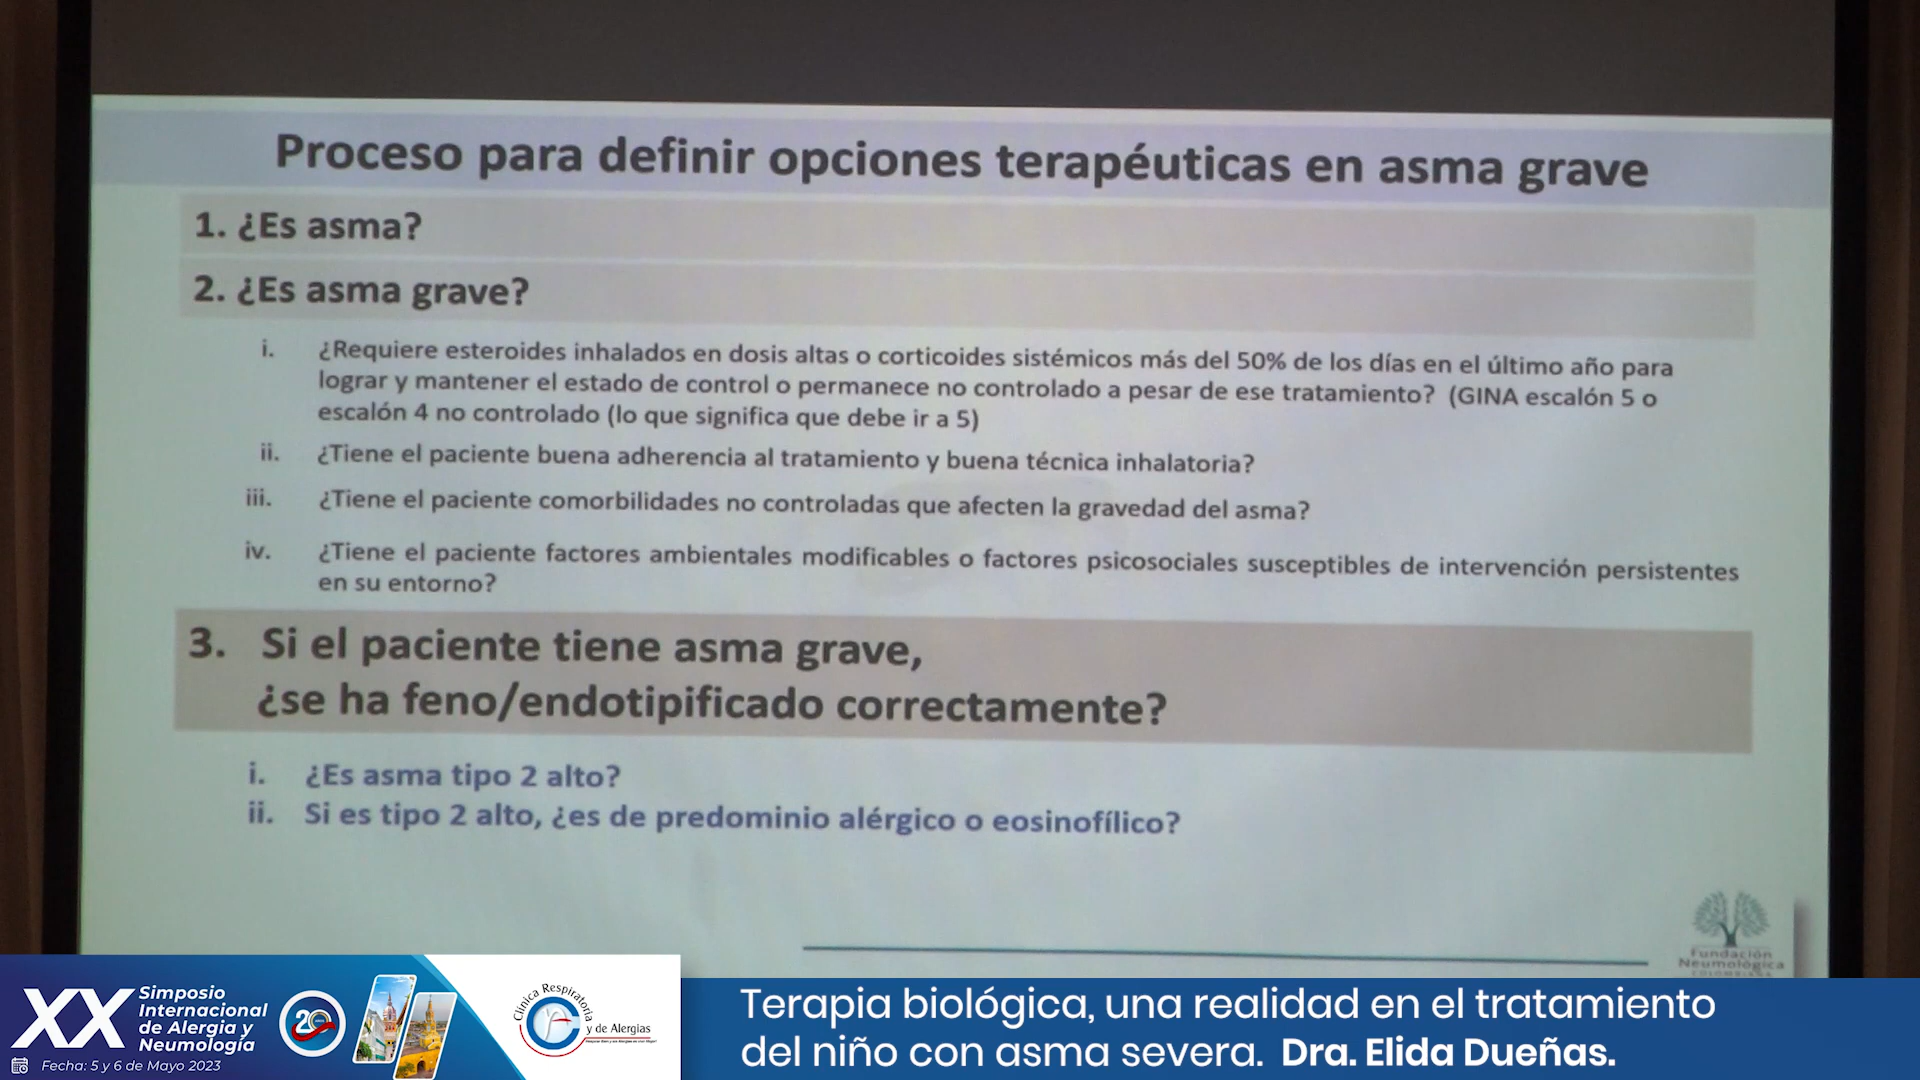 Proceso para definir opciones terapéuticas en asma grave
1. ¿Es asma?
2. ¿Es asma grave?
i. ¿Requiere esteroides inhalados en dosis altas o corticoides sistémicos más del 50% de los días en el último año para
lograr y mantener el estado de control o permanece no controlado a pesar de ese tratamiento? (GINA escalón 5 o
escalón 4 no controlado (lo que significa que debe ir a 5)
ii. ¿Tiene el paciente buena adherencia al tratamiento y buena técnica inhalatoria?
iii. ¿Tiene el paciente comorbilidades no controladas que afecten la gravedad del asma?
iv. ¿Tiene el paciente factores ambientales modificables o factores psicosociales susceptibles de intervención persistentes
en su entorno?
3. Si el paciente tiene asma grave,
¿se ha feno/endotipificado correctamente?
i. ¿Es asma tipo 2 alto?
ii. Si es tipo 2 alto, ¿es de predominio alérgico o eosinofílico?
Fundación
Neumológica
COLOMBIANA
XX Simposio
Internacional
de Alergia y
Neumología
Fecha: 5 y 6 de Mayo 2023
20
Clínica Respiratoria
y de Alergias
Terapia biológica, una realidad en el tratamiento
del niño con asma severa. Dra. Elida Dueñas.